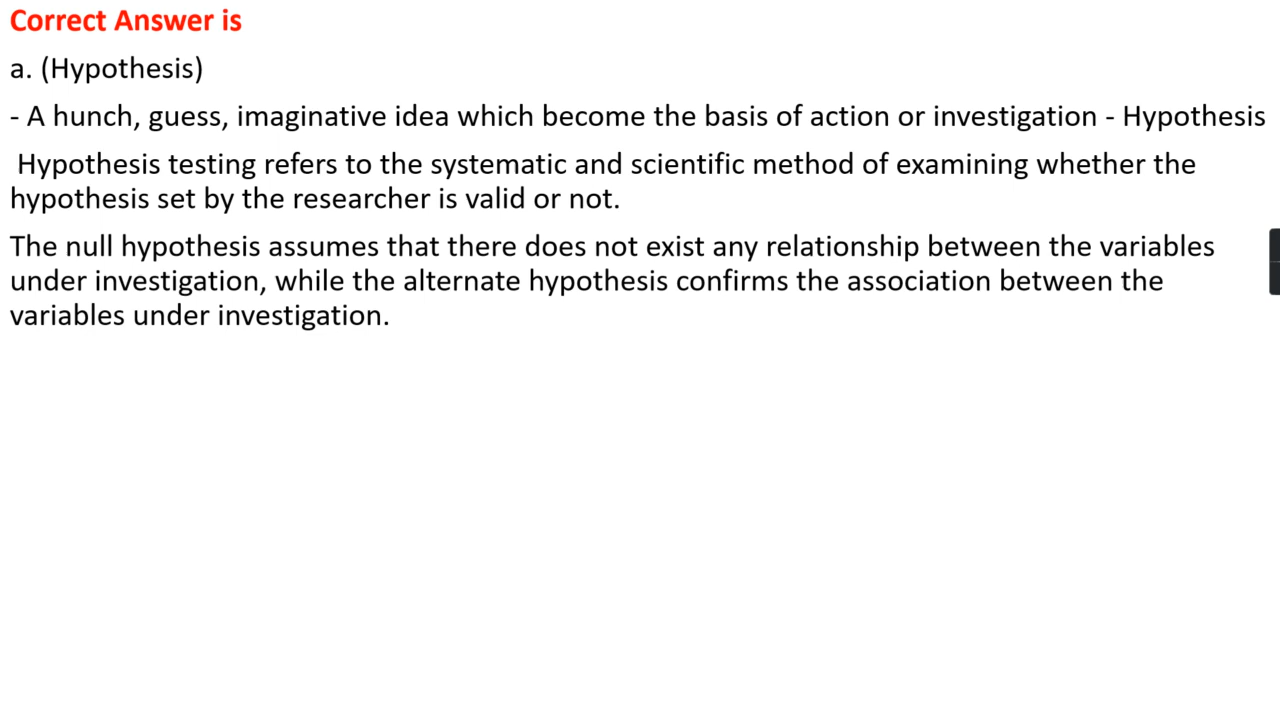 Correct Answer is
a. (Hypothesis)
- A hunch, guess, imaginative idea which become the basis of action or investigation - Hypothesis
Hypothesis testing refers to the systematic and scientific method of examining whether the
hypothesis set by the researcher is valid or not.
The null hypothesis assumes that there does not exist any relationship between the variables
under investigation, while the alternate hypothesis confirms the association between the
variables under investigation.